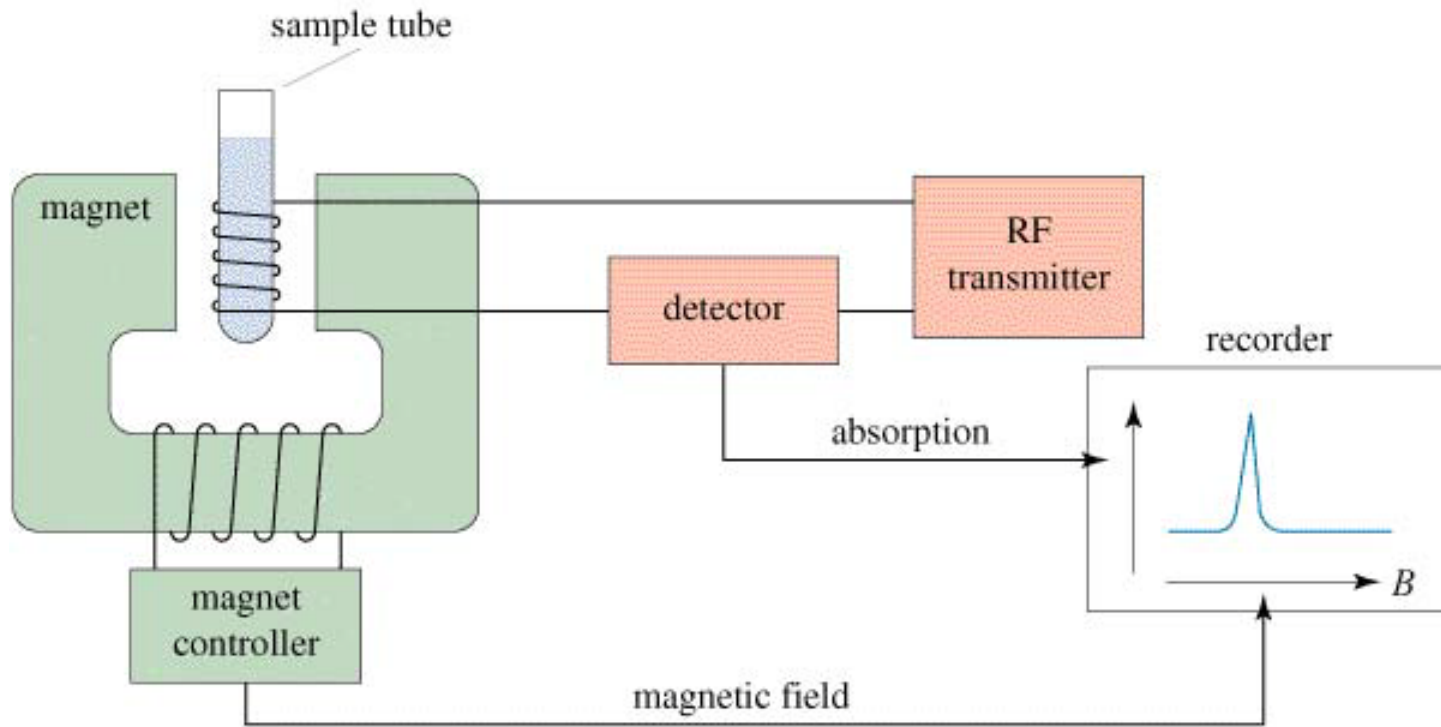 sample tube
magnet
RF
transmitter
detector
recorder
absorption
B
magnet
controller
magnetic field